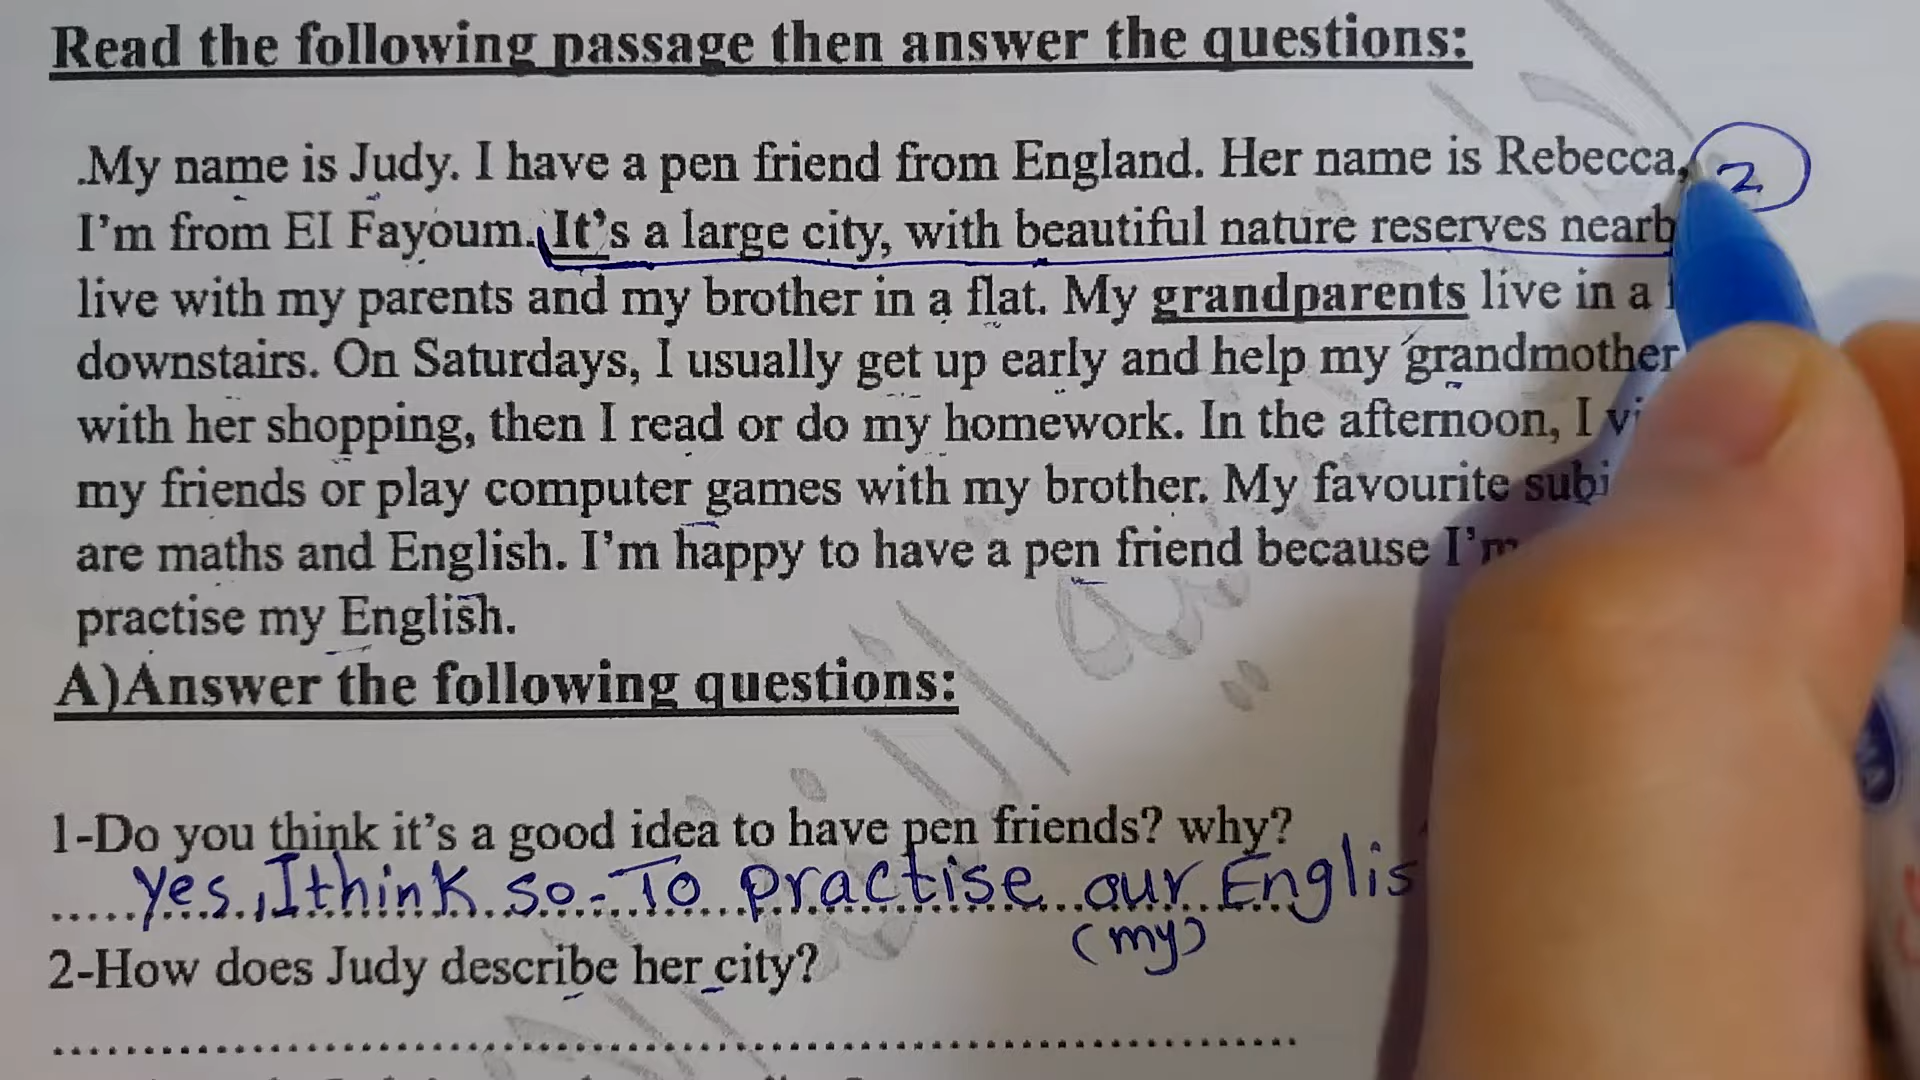 Read the following passage then answer the questions:
.My name is Judy. I have a pen friend from England. Her name is Rebecca,
2
I'm from EI Fayoum. It's a large city, with beautiful nature reserves nearb
live with my parents and my brother in a flat. My grandparents live in a
downstairs. On Saturdays, I usually get up early and help my grandmother
with her shopping, then I read or do my homework. In the afternoon, I vi
my friends or play computer games with my brother. My favourite subj
are maths and English. I'm happy to have a pen friend because I'm
practise my English.
A)Answer the following questions:
1-Do you think it's a good idea to have pen friends? why?
Yes, I think so - To practise our Englis
(my)
2-How does Judy describe her city?